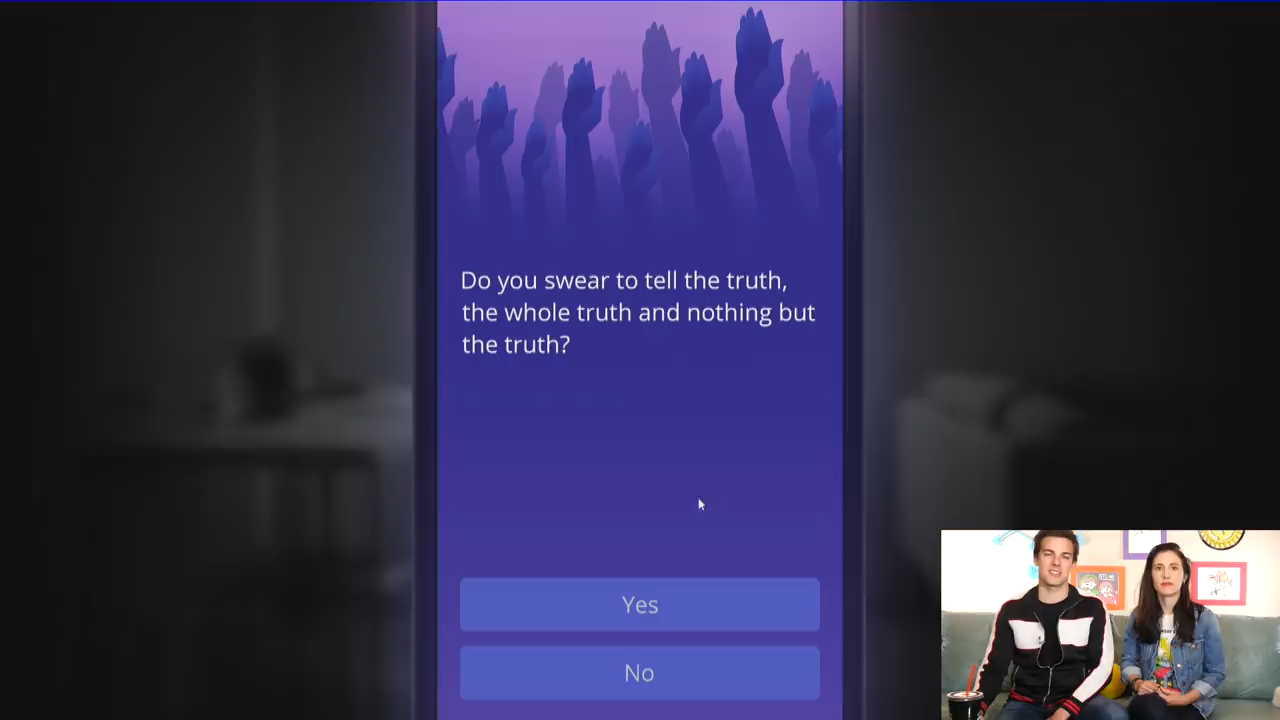 Do you swear to tell the truth,
the whole truth and nothing but
the truth?
Yes
No